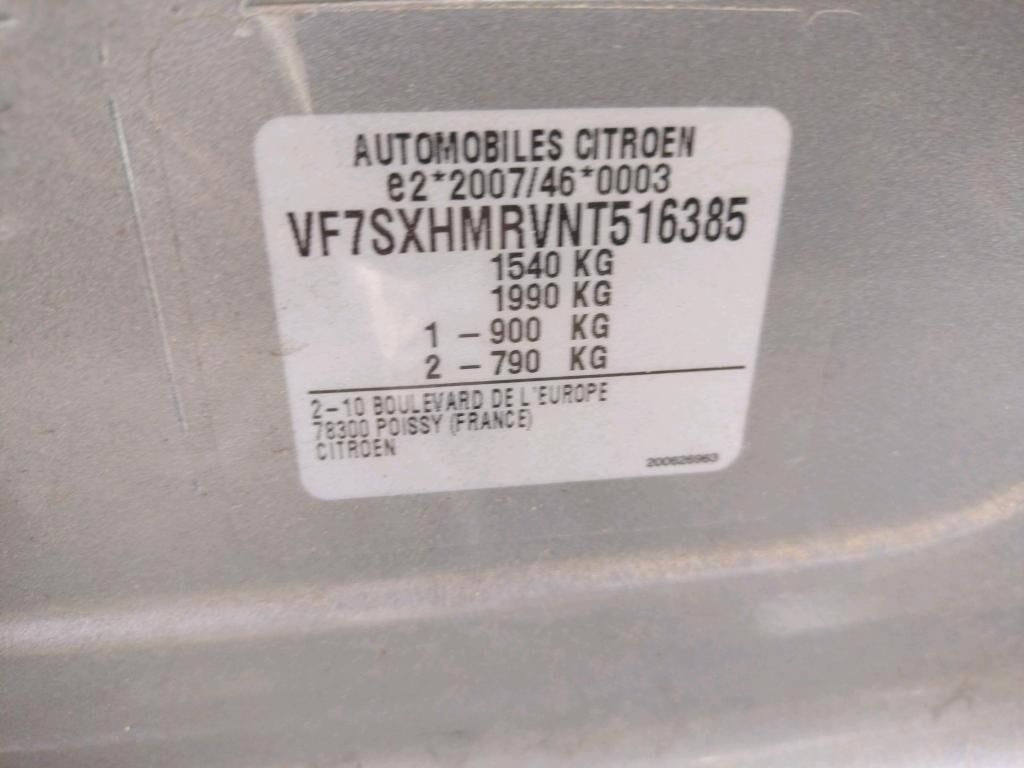 AUTOMOBILES CITROEN
e2*2007/46*0003
VF7SXHMRVNT516385
1540 KG
1990 KG
1 – 900 KG
2 – 790 KG
2–10 BOULEVARD DE L'EUROPE
78300 POISSY (FRANCE)
CITROEN
200626963